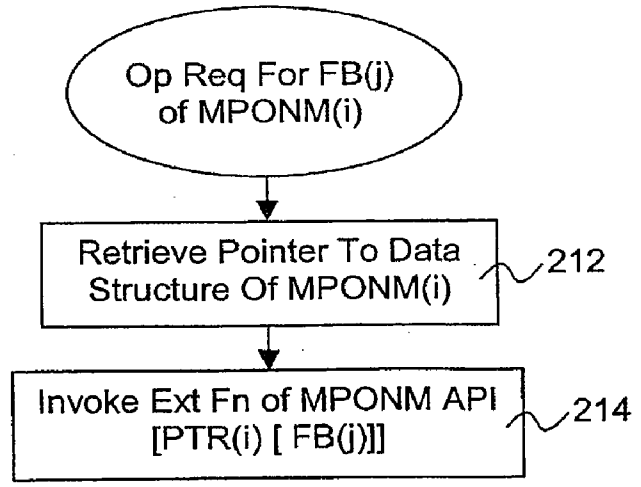 Op Req For FB(j)
of MPONM(i)
Retrieve Pointer To Data
Structure Of MPONM(i)
212
Invoke Ext Fn of MPONM API
[PTR(i) [ FB(j)]]
214